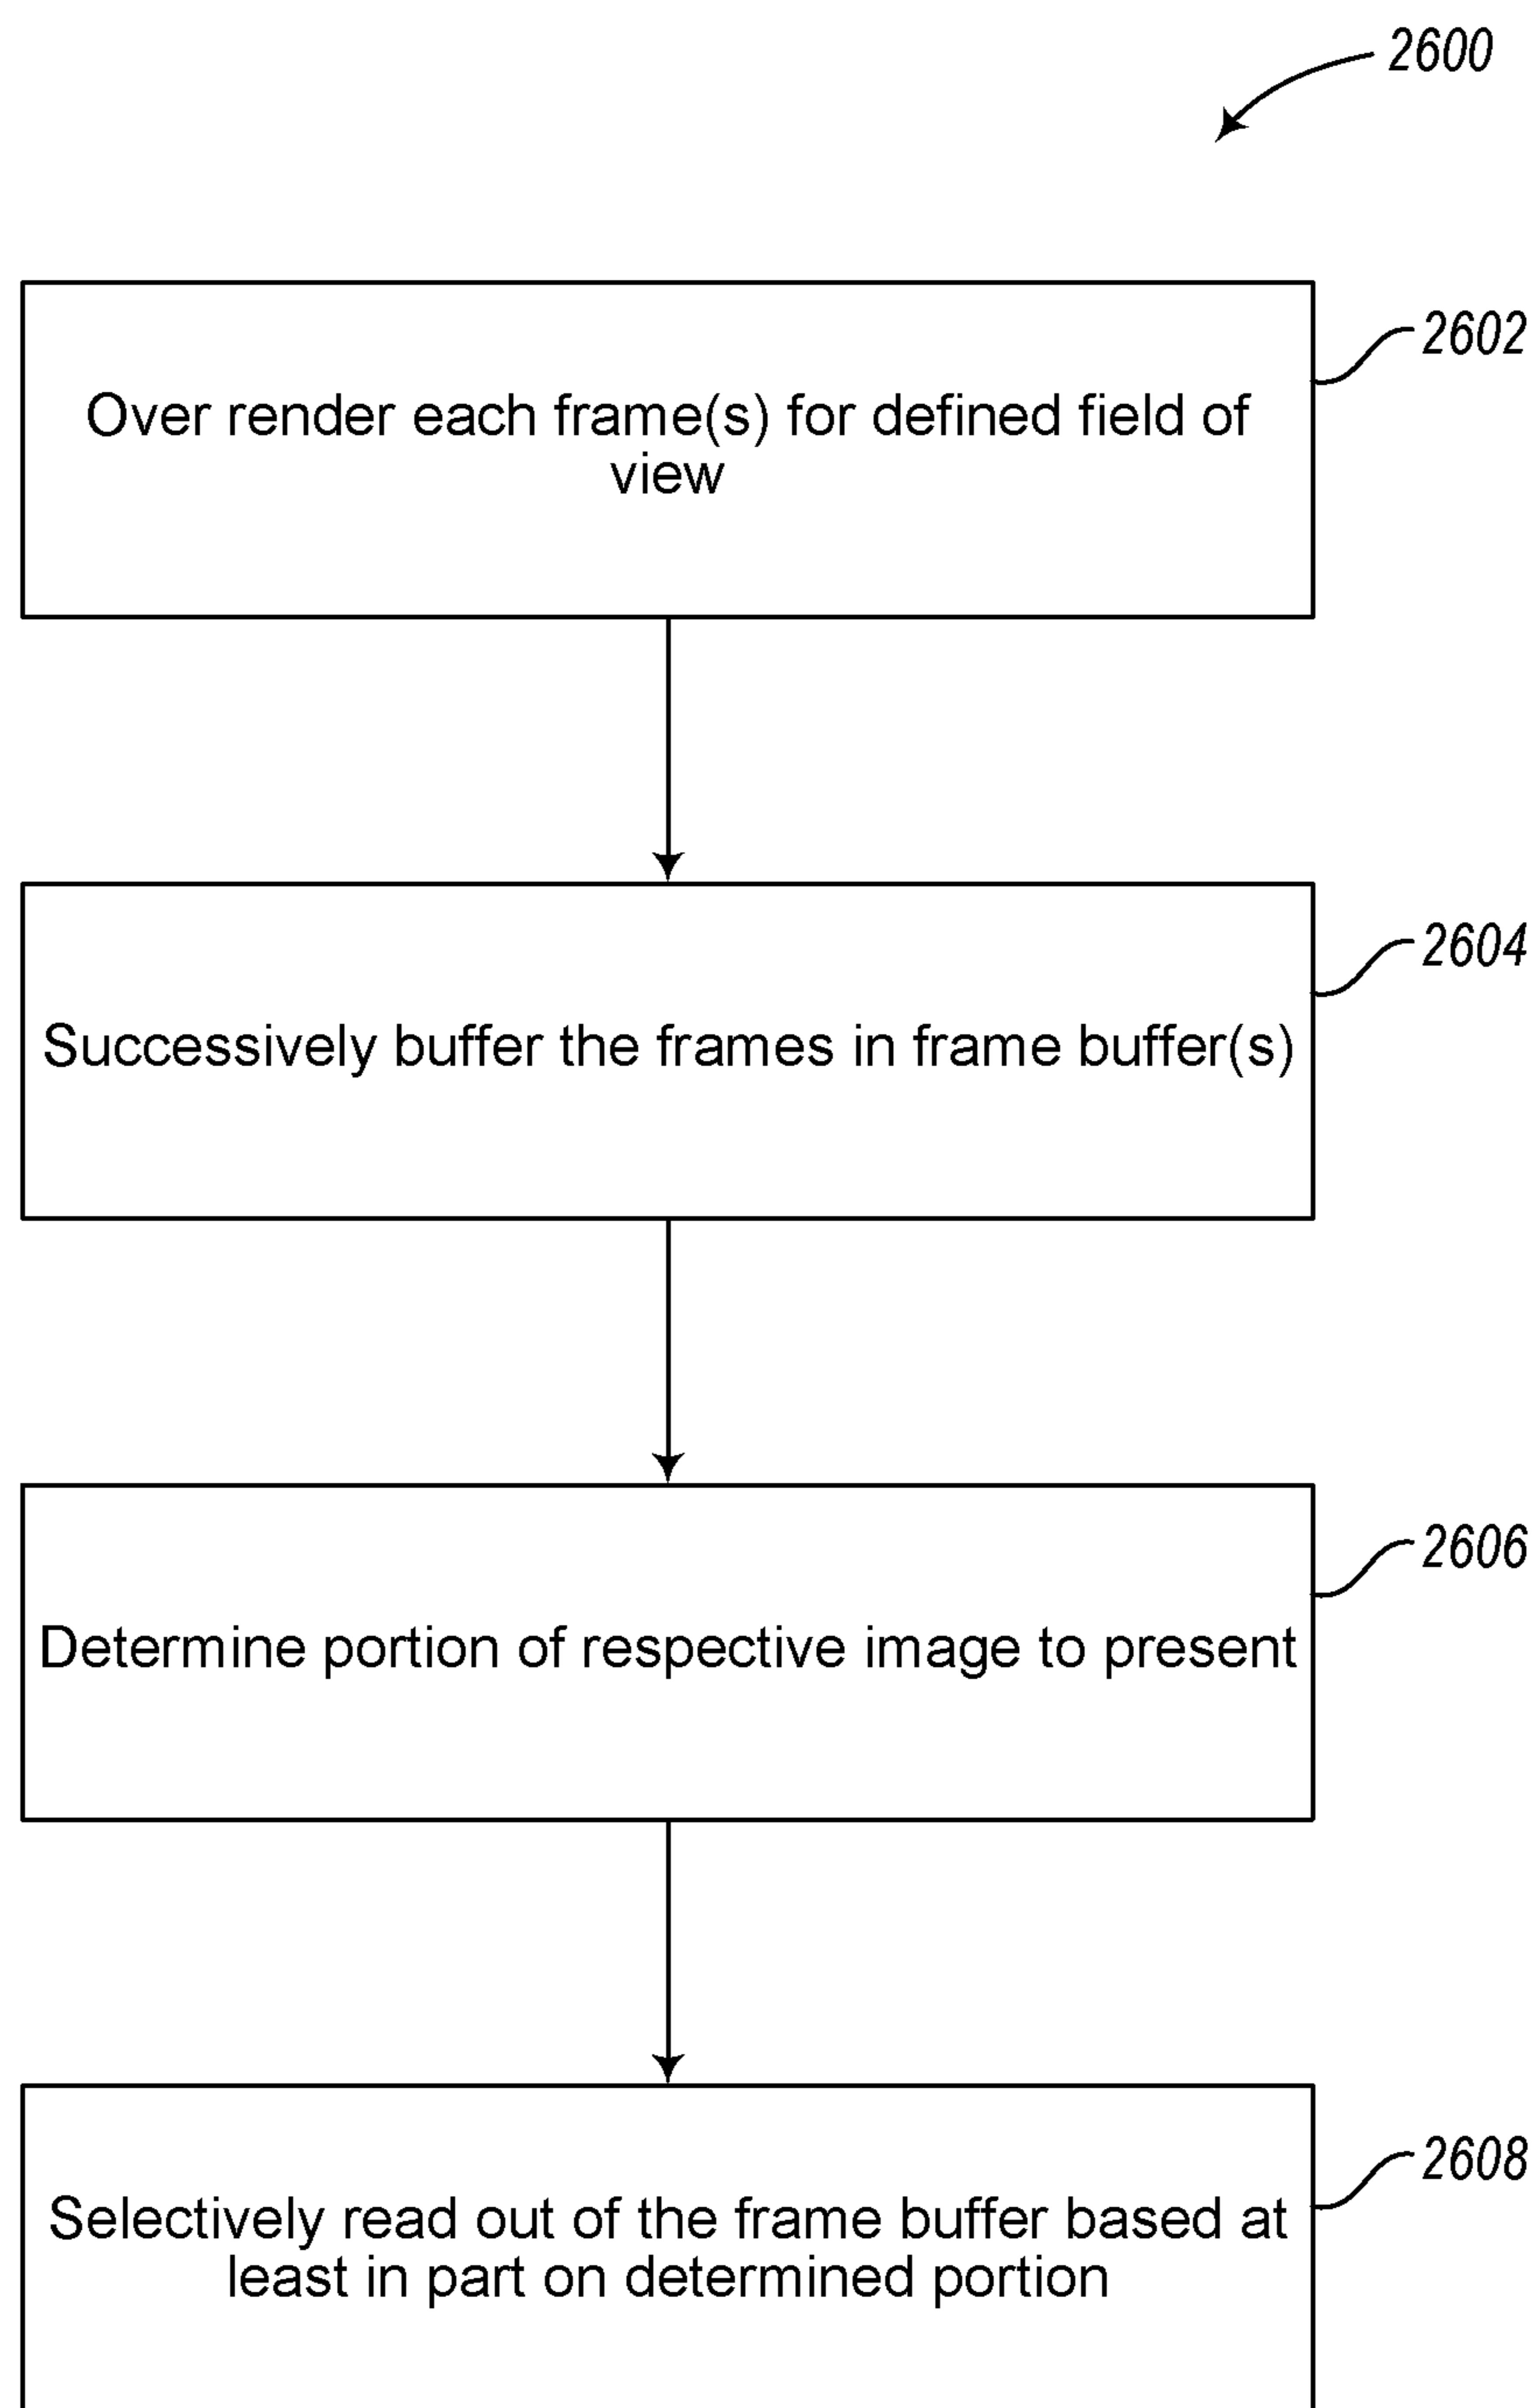 2600
2602
Over render each frame(s) for defined field of
view
2604
Successively buffer the frames in frame buffer(s)
2606
Determine portion of respective image to present
2608
Selectively read out of the frame buffer based at
least in part on determined portion